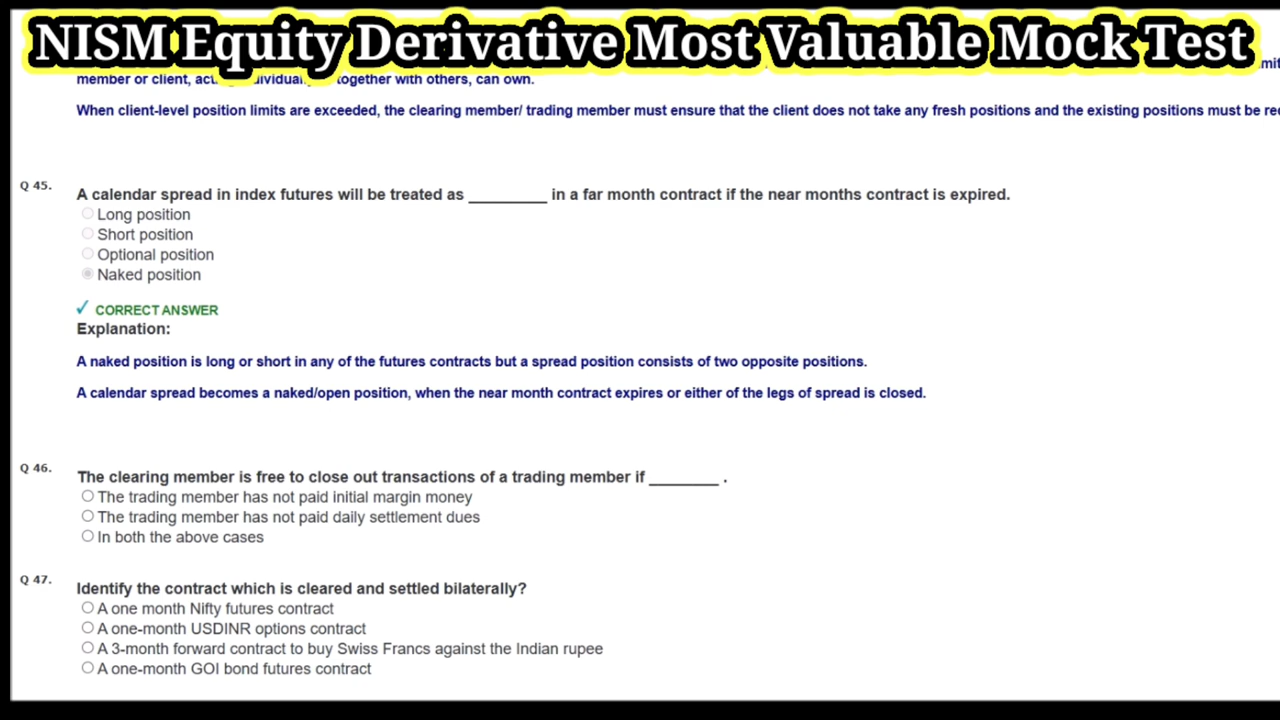 NISM Equity Derivative Most Valuable Mock Test
member or client, together with others, can own.
When client-level position limits are exceeded, the clearing member/ trading member must ensure that the client does not take any fresh positions and the existing positions must be
Q 45.
A calendar spread in index futures will be treated as _________ in a far month contract if the near months contract is expired.
Long position
Short position
Optional position
Naked position
✓ CORRECT ANSWER
Explanation:
A naked position is long or short in any of the futures contracts but a spread position consists of two opposite positions.
A calendar spread becomes a naked/open position, when the near month contract expires or either of the legs of spread is closed.
Q 46.
The clearing member is free to close out transactions of a trading member if ________ .
The trading member has not paid initial margin money
The trading member has not paid daily settlement dues
In both the above cases
Q 47.
Identify the contract which is cleared and settled bilaterally?
A one month Nifty futures contract
A one-month USDINR options contract
A 3-month forward contract to buy Swiss Francs against the Indian rupee
A one-month GOI bond futures contract